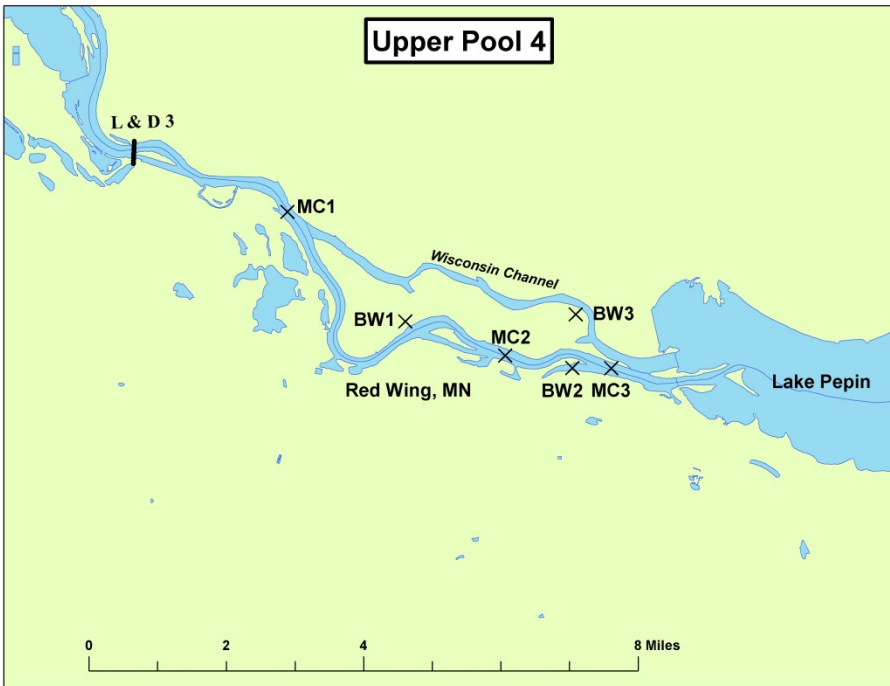 Upper Pool 4
L & D 3
MC1
Wisconsin Channel
BW3
BW1
MC2
Lake Pepin
Red Wing, MN
BW2 MC3
0 2 4 8 Miles